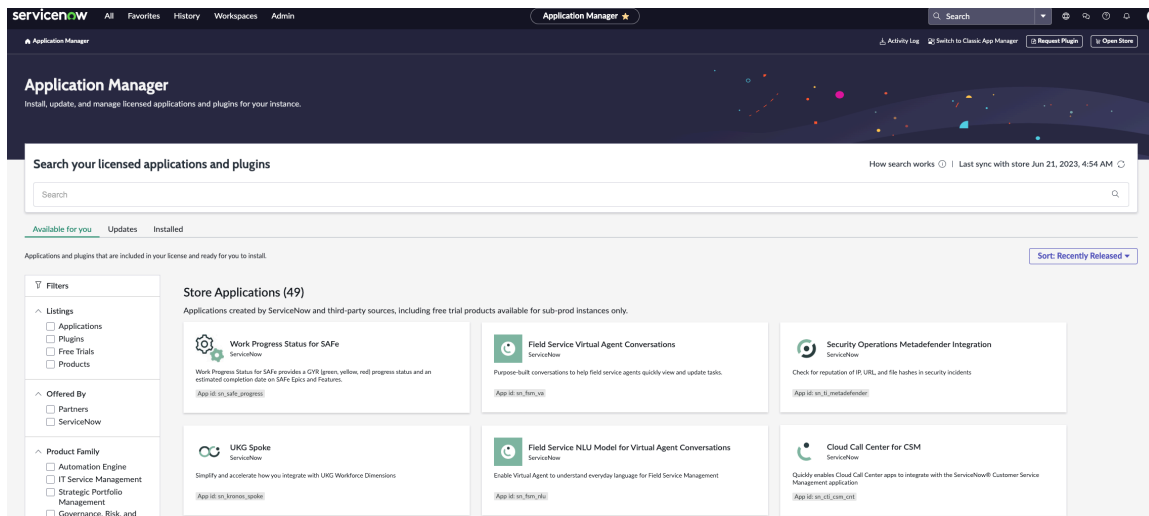 servicenow All Favorites History Workspaces Admin Application Manager ★ Search
Application Manager Activity Log Switch to Classic App Manager Request Plugin Open Store
Application Manager
Install, update, and manage licensed applications and plugins for your instance.
Search your licensed applications and plugins How search works | Last sync with store Jun 21, 2023, 4:54 AM
Search
Available for you Updates Installed
Applications and plugins that are included in your license and ready for you to install. Sort: Recently Released
Filters
Listings
Applications
Plugins
Free Trials
Products
Offered By
Partners
ServiceNow
Product Family
Automation Engine
IT Service Management
Strategic Portfolio
Management
Governance, Risk, and
Store Applications (49)
Applications created by ServiceNow and third-party sources, including free trial products available for sub-prod instances only.
Work Progress Status for SAFe
ServiceNow
Work Progress Status for SAFe provides a GYR (green, yellow, red) progress status and an
estimated completion date on SAFe Epics and Features.
App id: sn_safe_progress
Field Service Virtual Agent Conversations
ServiceNow
Purpose-built conversations to help field service agents quickly view and update tasks.
App id: sn_fsm_va
Security Operations Metadefender Integration
ServiceNow
Check for reputation of IP, URL, and file hashes in security incidents
App id: sn_ti_metadefender
UKG Spoke
ServiceNow
Simplify and accelerate how you integrate with UKG Workforce Dimensions
App id: sn_kronos_spoke
Field Service NLU Model for Virtual Agent Conversations
ServiceNow
Enable Virtual Agent to understand everyday language for Field Service Management
App id: sn_fsm_nlu
Cloud Call Center for CSM
ServiceNow
Quickly enables Cloud Call Center apps to integrate with the ServiceNow® Customer Service
Management application
App id: sn_cti_csm_cnt